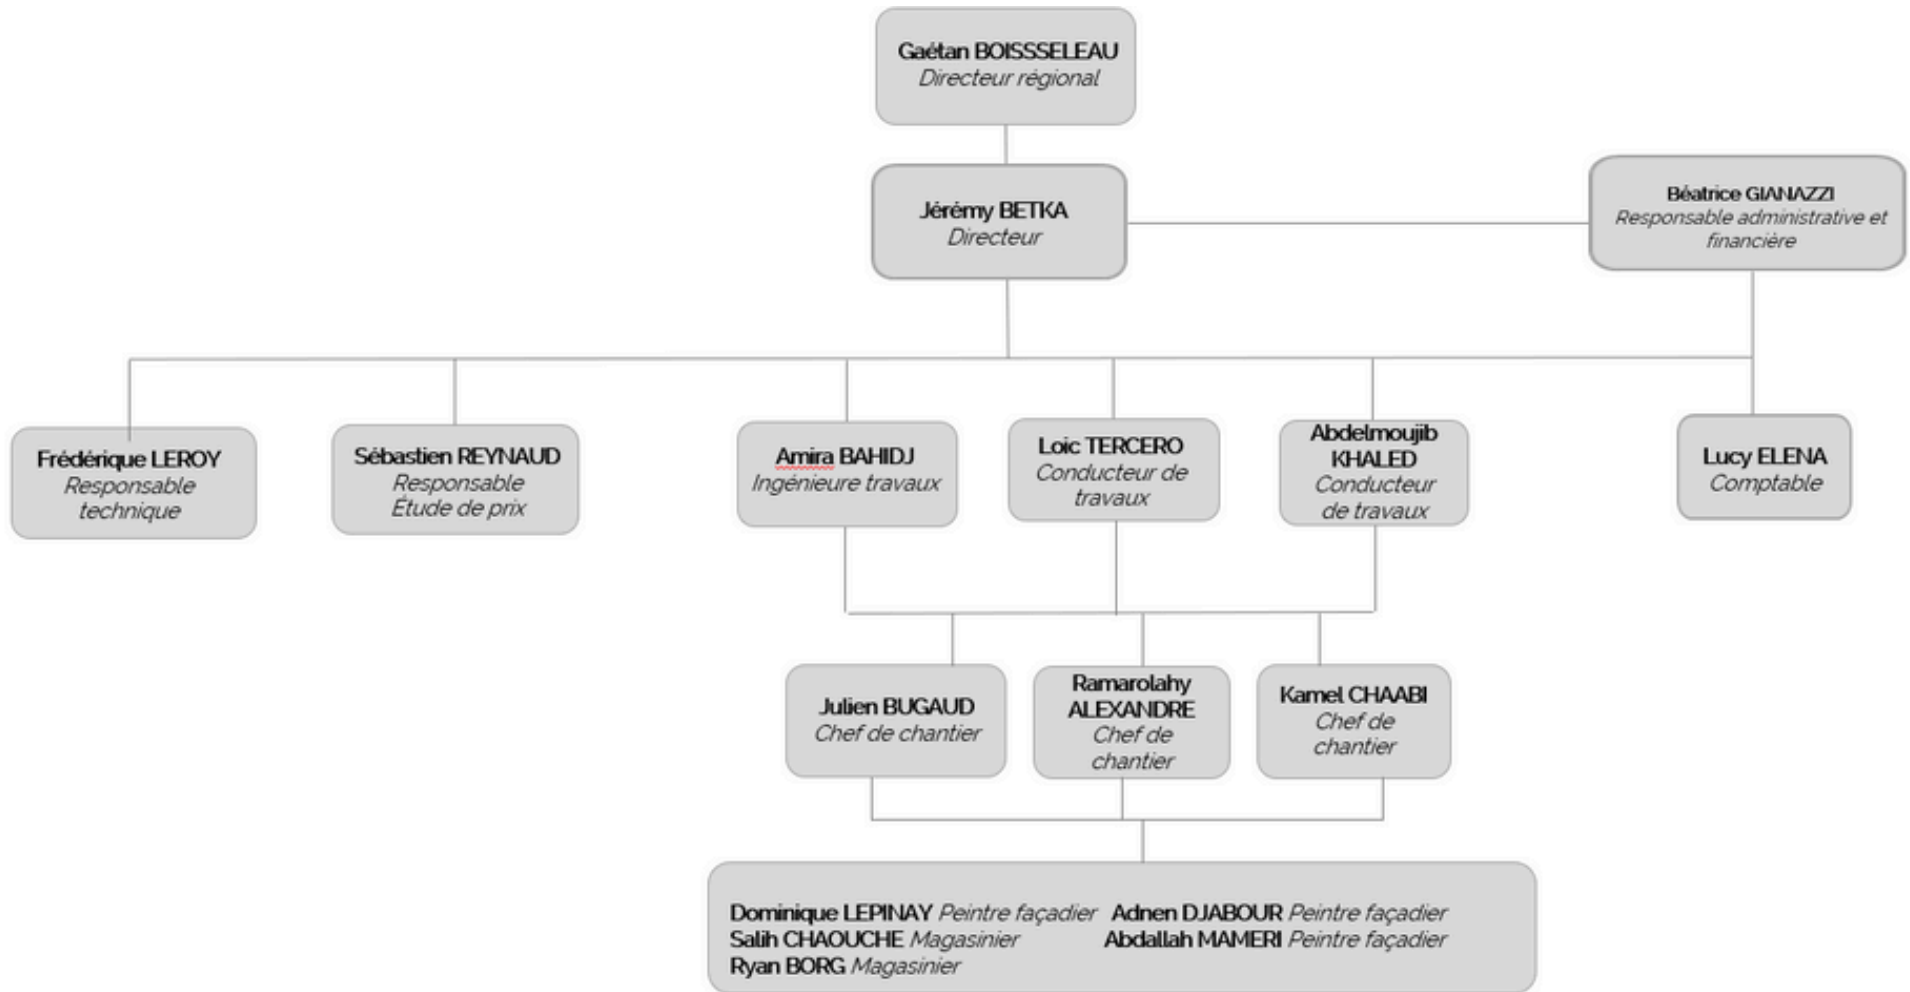 Gaétan BOISSSELEAU
Directeur régional
Jérémy BETKA
Directeur
Béatrice GIANAZZI
Responsable administrative et
financière
Frédérique LEROY
Responsable
technique
Sébastien REYNAUD
Responsable
Étude de prix
Amira BAHIDJ
Ingénieure travaux
Loic TERCERO
Conducteur de
travaux
Abdelmoujib
KHALED
Conducteur
de travaux
Lucy ELENA
Comptable
Julien BUGAUD
Chef de chantier
Ramarolahy
ALEXANDRE
Chef de
chantier
Kamel CHAABI
Chef de
chantier
Dominique LEPINAY Peintre façadier Adnen DJABOUR Peintre façadier
Salih CHAOUCHE Magasinier Abdallah MAMERI Peintre façadier
Ryan BORG Magasinier